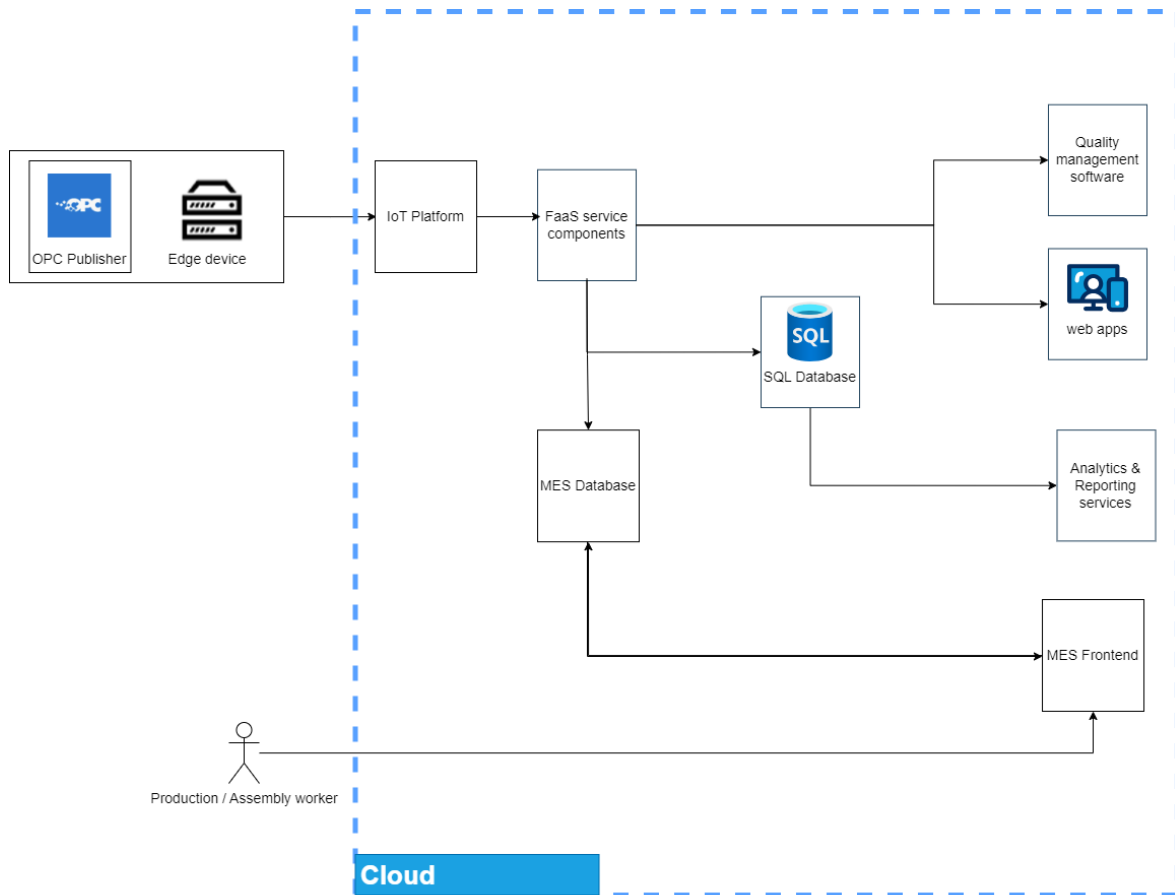 Quality
management
software
OPC
OPC Publisher
Edge device
IoT Platform
FaaS service
components
web apps
SQL
SQL Database
MES Database
Analytics &
Reporting
services
MES Frontend
Production / Assembly worker
Cloud